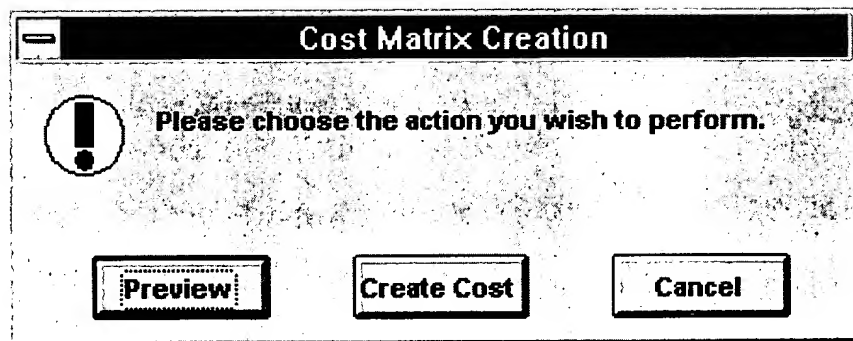 Cost Matrix Creation
Please choose the action you wish to perform.
Preview Create Cost Cancel